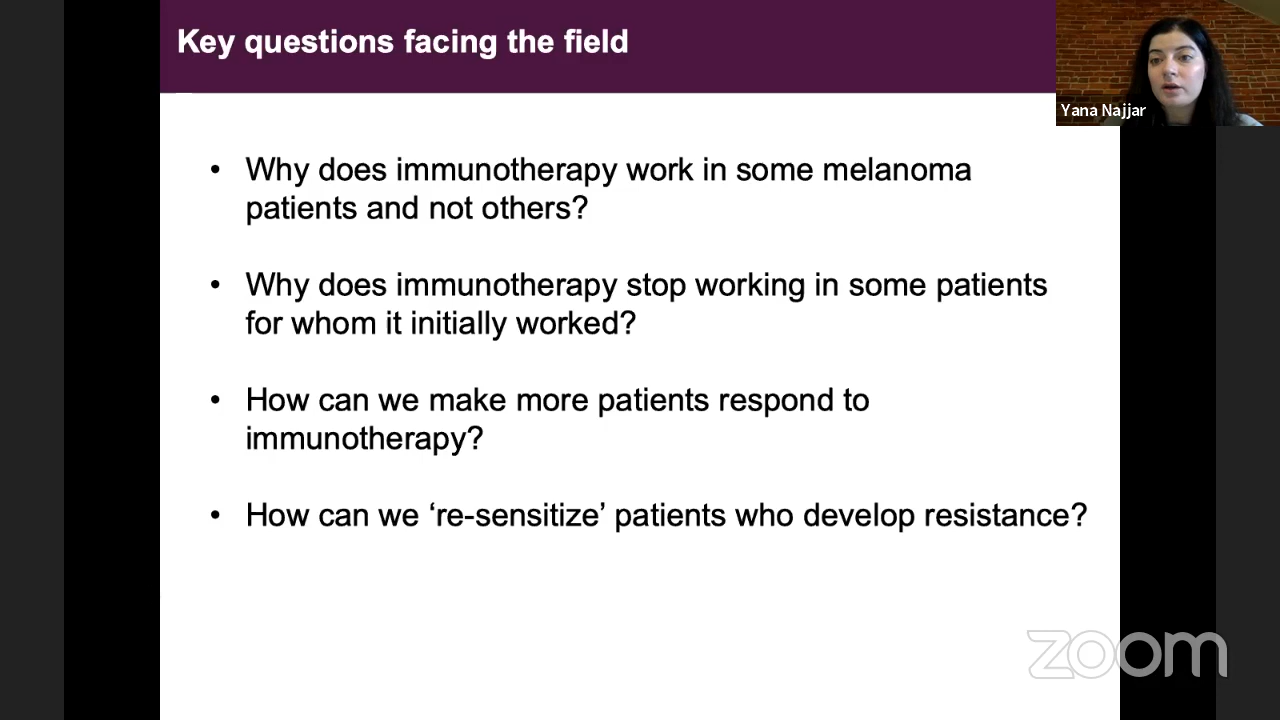 Key questions facing the field
Yana Najjar
• Why does immunotherapy work in some melanoma
patients and not others?
• Why does immunotherapy stop working in some patients
for whom it initially worked?
• How can we make more patients respond to
immunotherapy?
• How can we ‘re-sensitize’ patients who develop resistance?
zoom